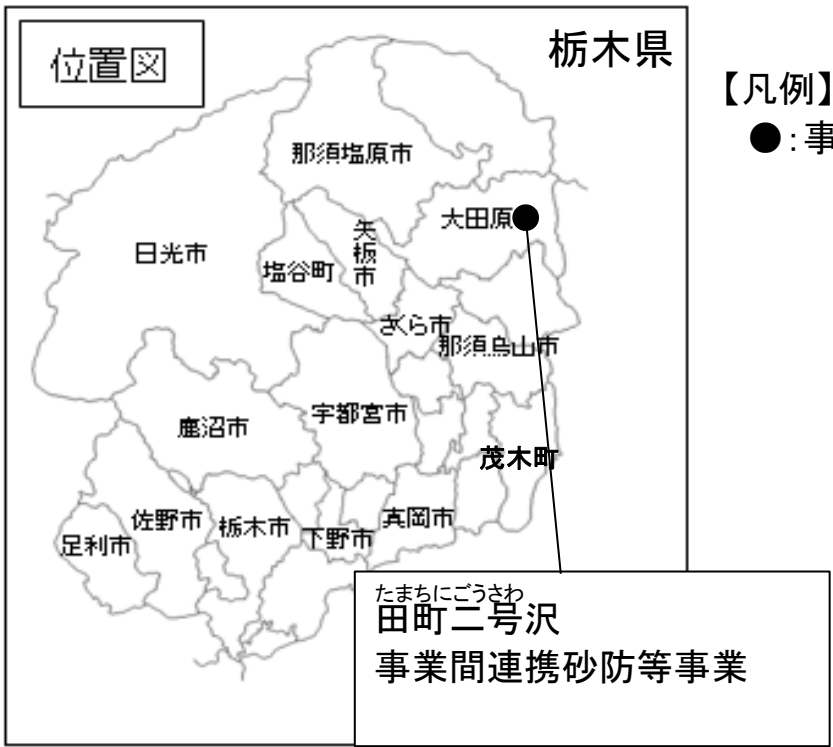 位置図
栃木県
【凡例】
●:事
那須塩原市
大田原
矢板市
日光市
塩谷町
さくら市
那須烏山市
鹿沼市
宇都宮市
茂木町
佐野市
栃木市
下野市
真岡市
足利市
たまちにごうさわ
田町二号沢
事業間連携砂防等事業